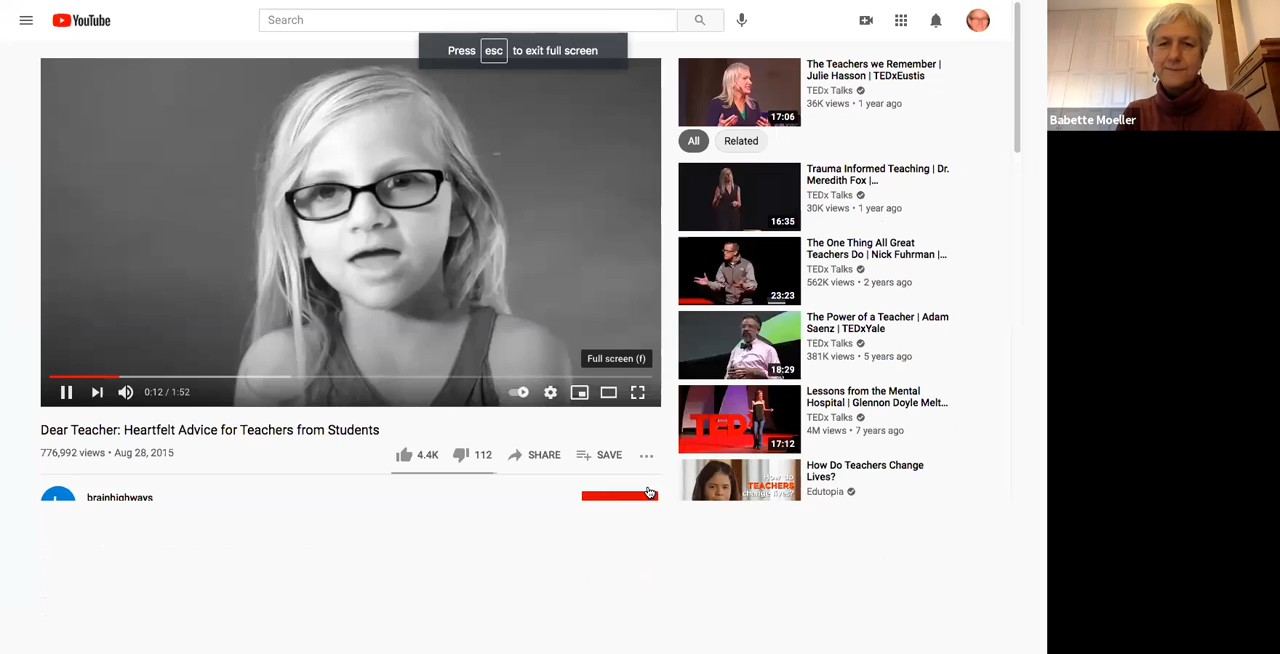 YouTube
Search
Press esc to exit full screen
Full screen (f)
0:12 / 1:52
Dear Teacher: Heartfelt Advice for Teachers from Students
776,992 views • Aug 28, 2015
4.4K
112
SHARE
SAVE
brainhighways
17:06
The Teachers we Remember |
Julie Hasson | TEDxEustis
TEDx Talks
36K views • 1 year ago
All
Related
16:35
Trauma Informed Teaching | Dr.
Meredith Fox |...
TEDx Talks
30K views • 1 year ago
23:23
The One Thing All Great
Teachers Do | Nick Fuhrman |...
TEDx Talks
562K views • 2 years ago
18:29
The Power of a Teacher | Adam
Saenz | TEDxYale
TEDx Talks
381K views • 5 years ago
TED
17:12
Lessons from the Mental
Hospital | Glennon Doyle Melt...
TEDx Talks
4M views • 7 years ago
How do
TEACHERS
change lives?
How Do Teachers Change
Lives?
Edutopia
Babette Moeller